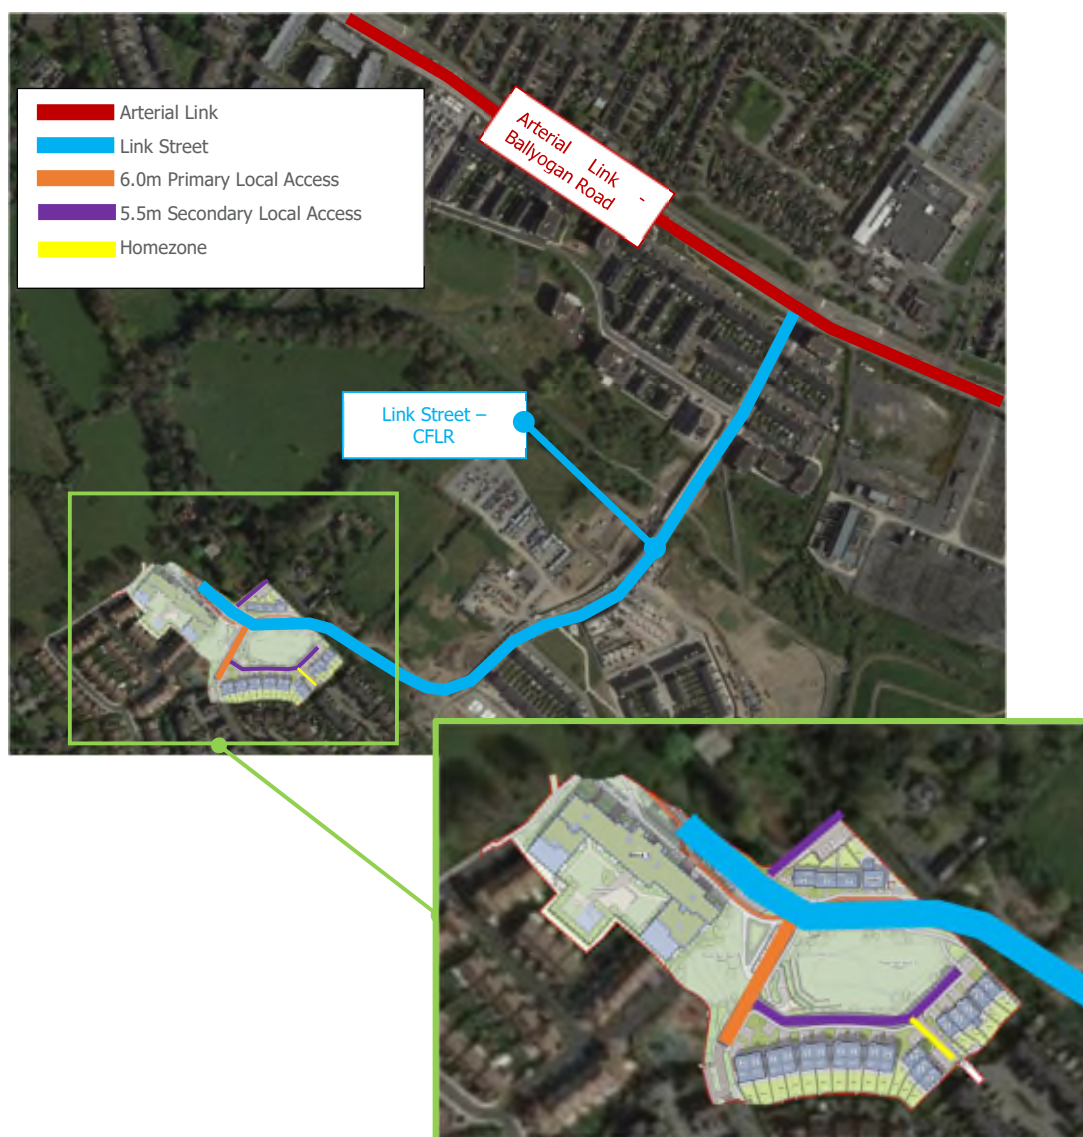 Arterial Link
Link Street
6.0m Primary Local Access
5.5m Secondary Local Access
Homezone
Arterial Link -
Ballyogan Road
Link Street –
CFLR